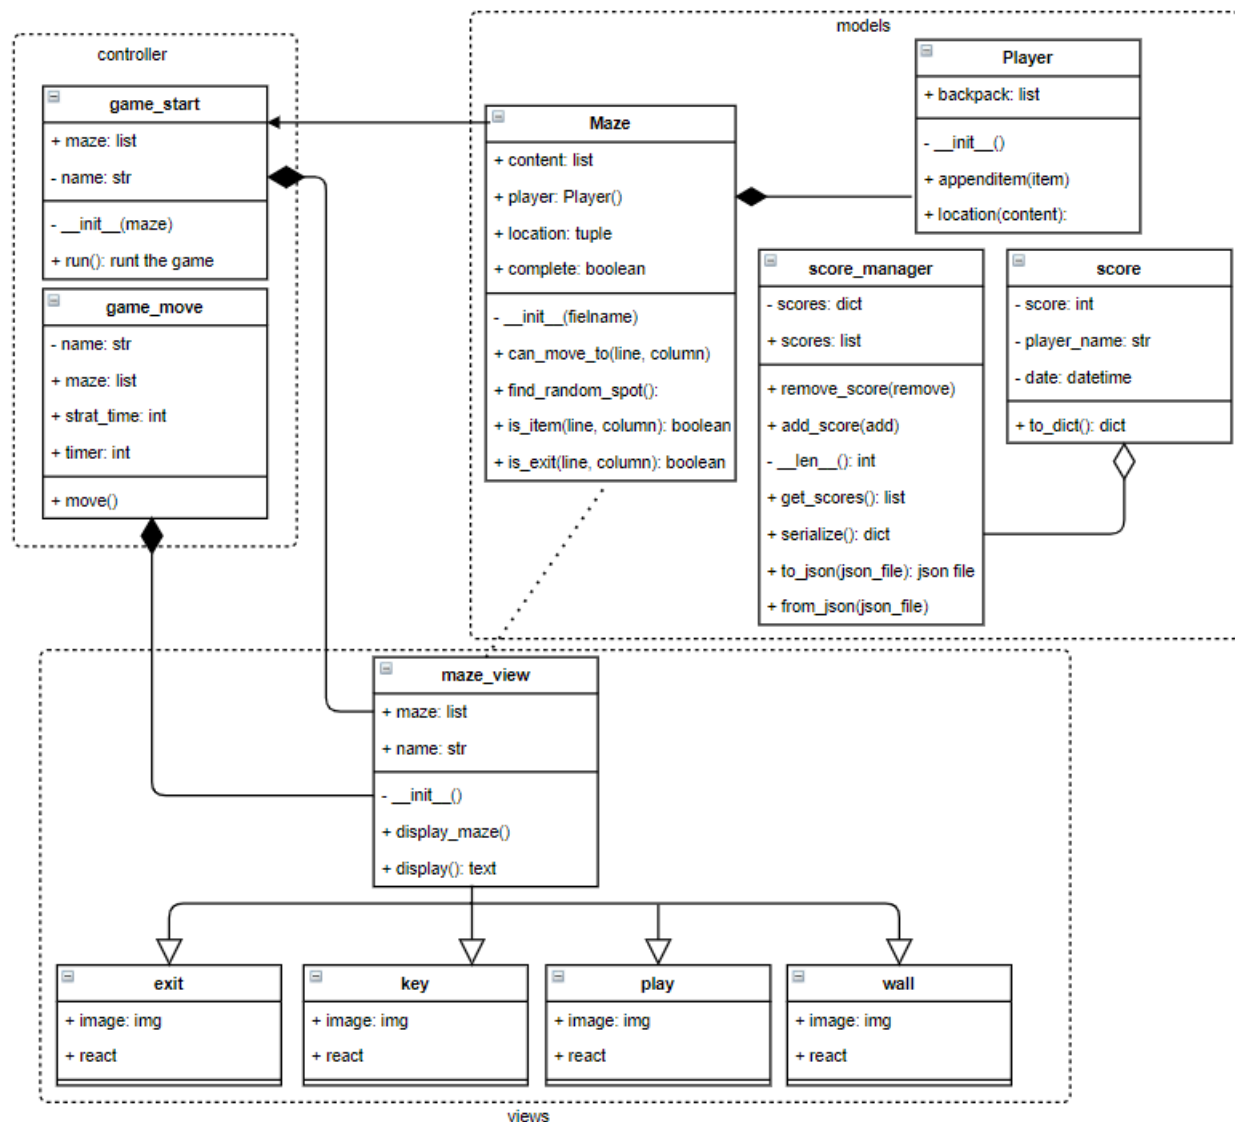 models
controller
game_start
+ maze: list
- name: str
- __init__(maze)
+ run(): runt the game
game_move
- name: str
+ maze: list
+ strat_time: int
+ timer: int
+ move()
Maze
+ content: list
+ player: Player()
+ location: tuple
+ complete: boolean
- __init__(fielname)
+ can_move_to(line, column)
+ find_random_spot():
+ is_item(line, column): boolean
+ is_exit(line, column): boolean
Player
+ backpack: list
- __init__()
+ appenditem(item)
+ location(content):
score_manager
- scores: dict
+ scores: list
+ remove_score(remove)
+ add_score(add)
- __len__(): int
+ get_scores(): list
+ serialize(): dict
+ to_json(json_file): json file
+ from_json(json_file)
score
- score: int
- player_name: str
- date: datetime
+ to_dict(): dict
maze_view
+ maze: list
+ name: str
- __init__()
+ display_maze()
+ display(): text
exit
+ image: img
+ react
key
+ image: img
+ react
play
+ image: img
+ react
wall
+ image: img
+ react
views